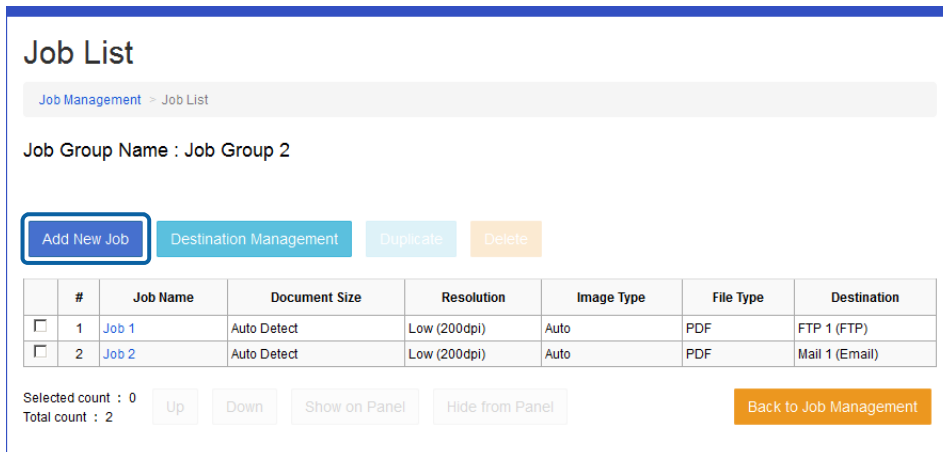 Job List
Job Management > Job List
Job Group Name : Job Group 2
Add New Job Destination Management Duplicate Delete
# Job Name Document Size Resolution Image Type File Type Destination
1 Job 1 Auto Detect Low (200dpi) Auto PDF FTP 1 (FTP)
2 Job 2 Auto Detect Low (200dpi) Auto PDF Mail 1 (Email)
Selected count : 0
Total count : 2
Up Down Show on Panel Hide from Panel Back to Job Management